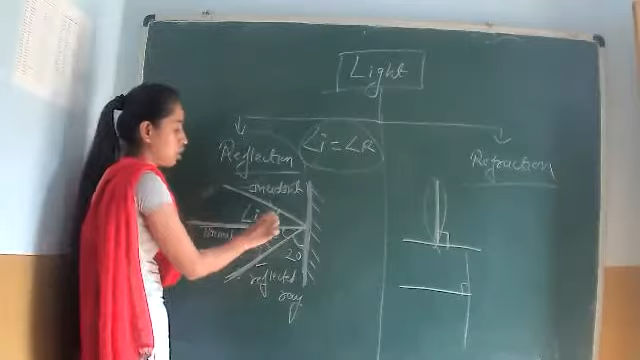 Light
Reflection
∠i = ∠R
Refraction
incident
∠i
Normal
20
reflected
ray